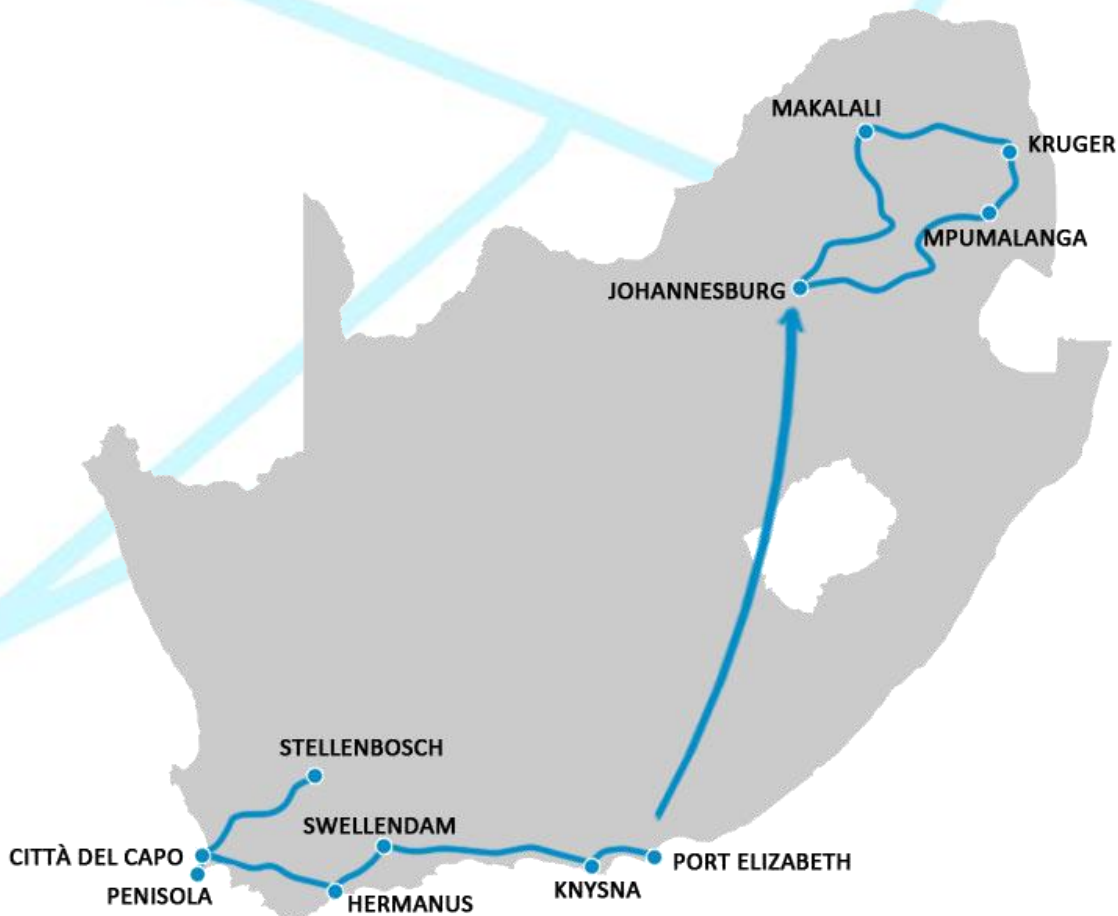 MAKALALI
KRUGER
MPUMALANGA
JOHANNESBURG
STELLENBOSCH
SWELLENDAM
CITTÀ DEL CAPO
PORT ELIZABETH
PENISOLA
KNYSNA
HERMANUS